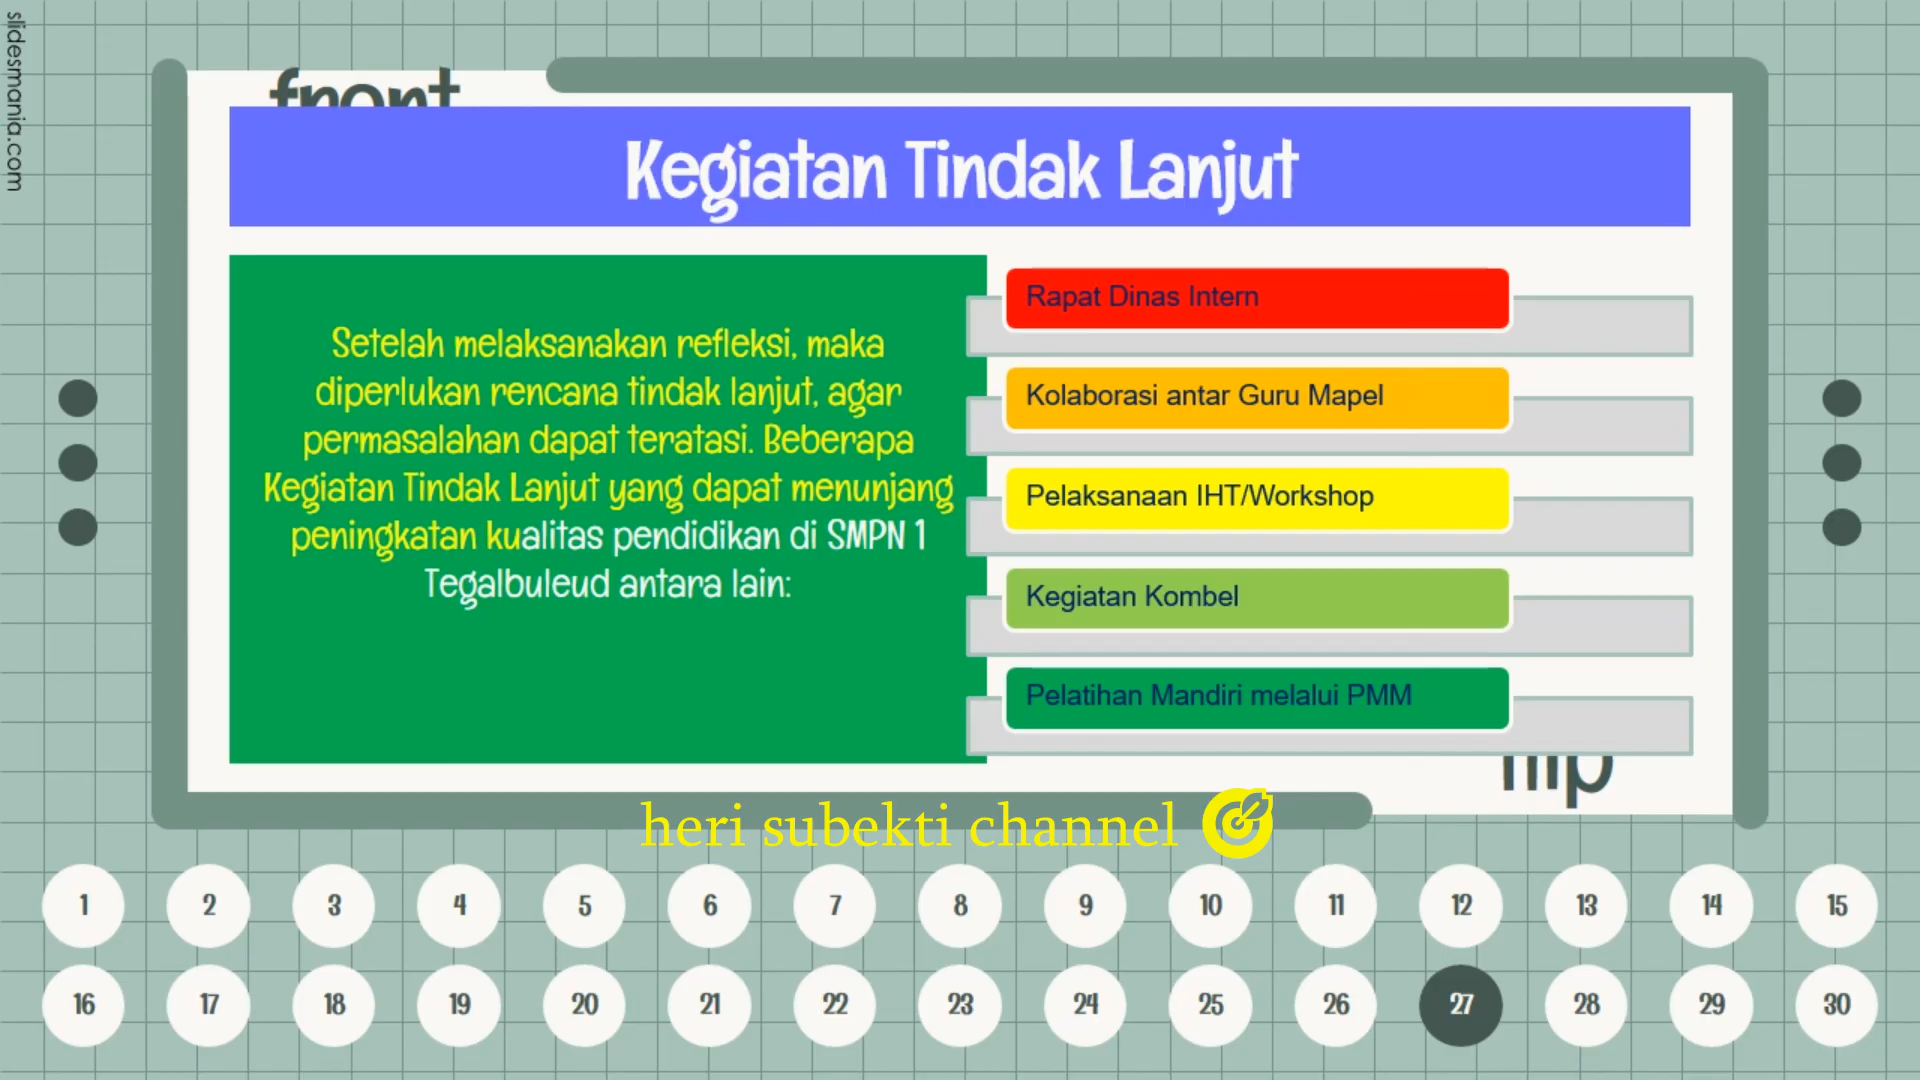 slidesmania.com
front
Kegiatan Tindak Lanjut
Setelah melaksanakan refleksi, maka
diperlukan rencana tindak lanjut, agar
permasalahan dapat teratasi. Beberapa
Kegiatan Tindak Lanjut yang dapat menunjang
peningkatan kualitas pendidikan di SMPN 1
Tegalbuleud antara lain:
Rapat Dinas Intern
Kolaborasi antar Guru Mapel
Pelaksanaan IHT/Workshop
Kegiatan Kombel
Pelatihan Mandiri melalui PMM
flip
heri subekti channel
1 2 3 4 5 6 7 8 9 10 11 12 13 14 15
16 17 18 19 20 21 22 23 24 25 26 27 28 29 30